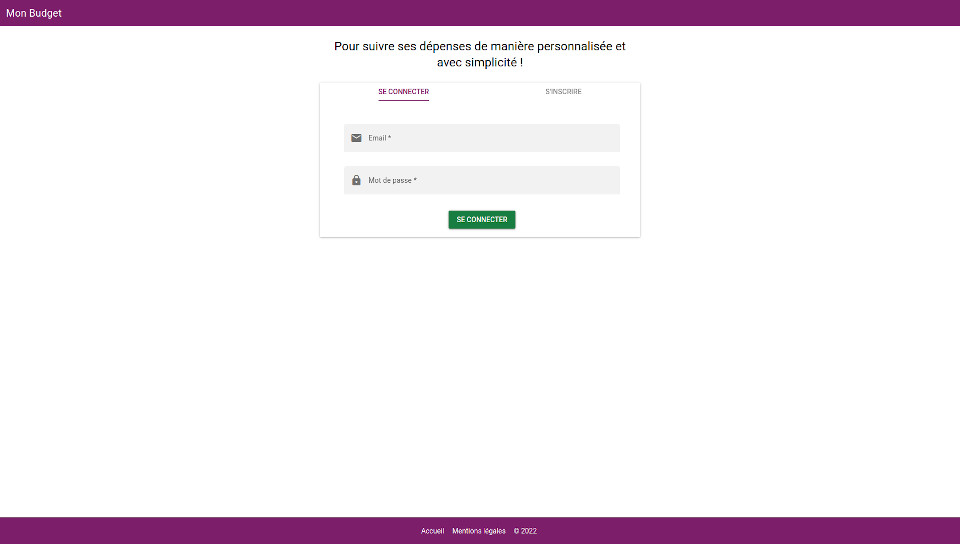 Mon Budget
Pour suivre ses dépenses de manière personnalisée et
avec simplicité !
SE CONNECTER
S'INSCRIRE
Email *
Mot de passe *
SE CONNECTER
Accueil Mentions légales © 2022